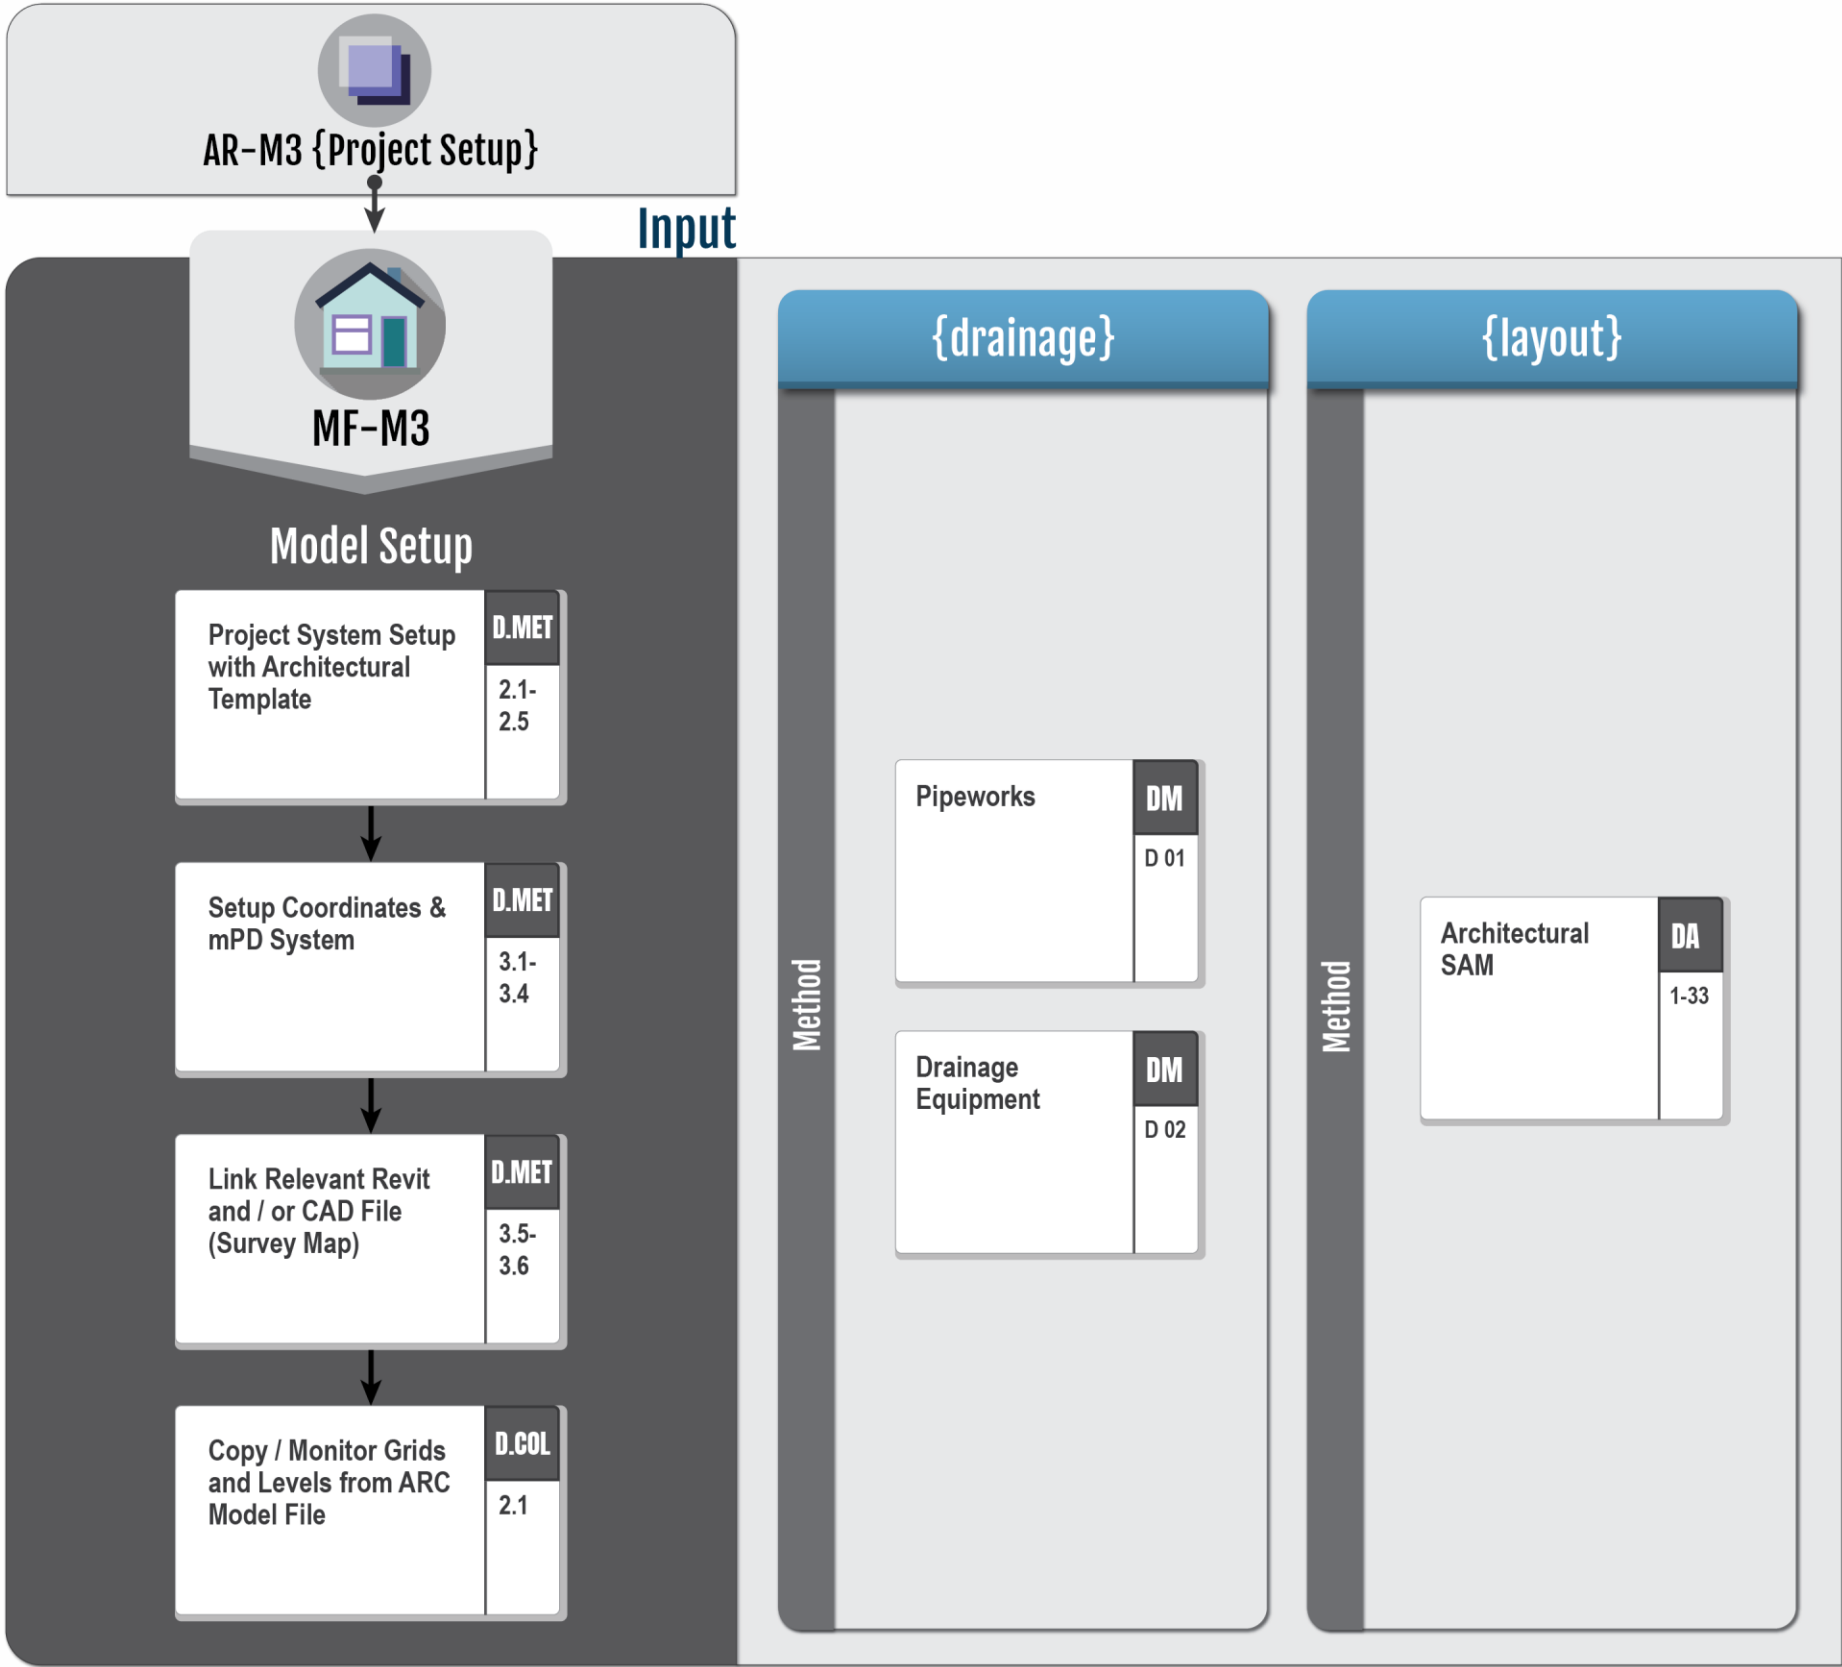 AR-M3 {Project Setup}
Input
MF-M3
Model Setup
Project System Setup
with Architectural
Template
D.MET
2.1-
2.5
Setup Coordinates &
mPD System
D.MET
3.1-
3.4
Link Relevant Revit
and / or CAD File
(Survey Map)
D.MET
3.5-
3.6
Copy / Monitor Grids
and Levels from ARC
Model File
D.COL
2.1
{drainage}
Method
Pipeworks
DM
D 01
Drainage
Equipment
DM
D 02
{layout}
Method
Architectural
SAM
DA
1-33